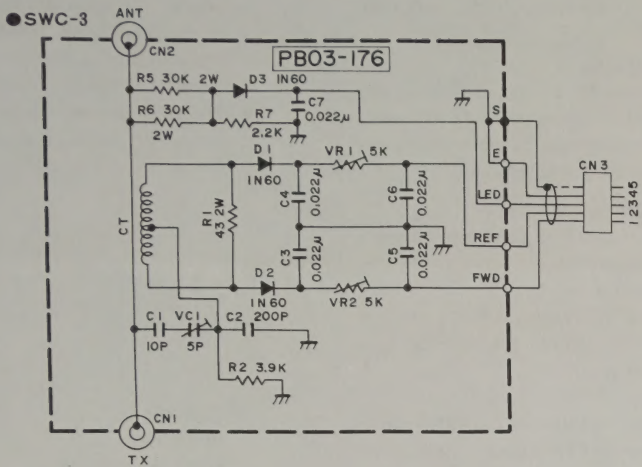 ●SWC-3
ANT
CN2
PB03-176
R5 30K 2W
D3 1N60
R6 30K
2W
R7
2.2K
C7
0.022μ
S
E
LED
REF
FWD
CN3
12345
D1
1N60
VR1 5K
CT
R1
43 2W
C4
0.022μ
C6
0.022μ
C3
0.022μ
C5
0.022μ
D2
1N60
VR2 5K
C1
10P
VC1
5P
C2
200P
R2 3.9K
CN1
TX